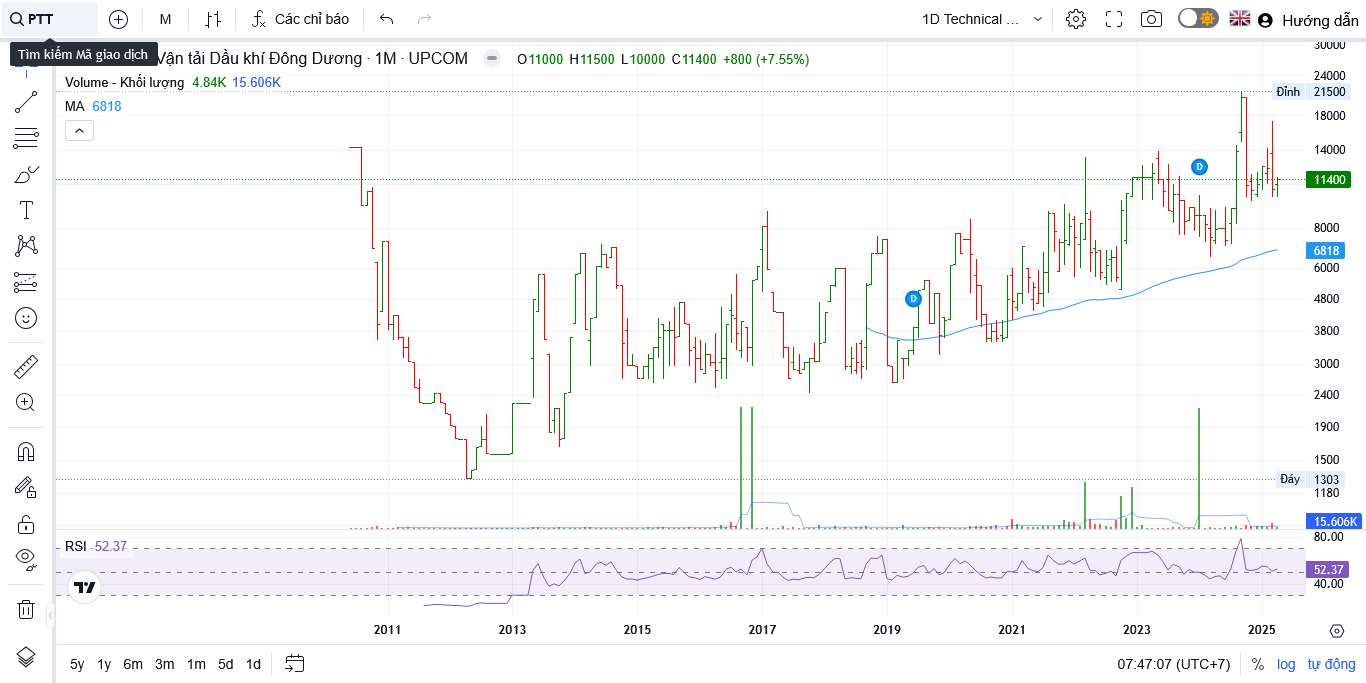 PTT
M
Các chỉ báo
1D Technical ...
Hướng dẫn
Tìm kiếm Mã giao dịch
Vận tải Dầu khí Đông Dương · 1M · UPCOM
O11000 H11500 L10000 C11400 +800 (+7.55%)
Volume - Khối lượng 4.84K 15.606K
MA 6818
30000
24000
Đỉnh 21500
18000
14000
D
11400
8000
6818
6000
D
4800
3800
3000
2400
1900
1500
Đáy 1303
1180
15.606K
RSI 52.37
80.00
52.37
40.00
2011 2013 2015 2017 2019 2021 2023 2025
5y 1y 6m 3m 1m 5d 1d
07:47:07 (UTC+7) % log tự động